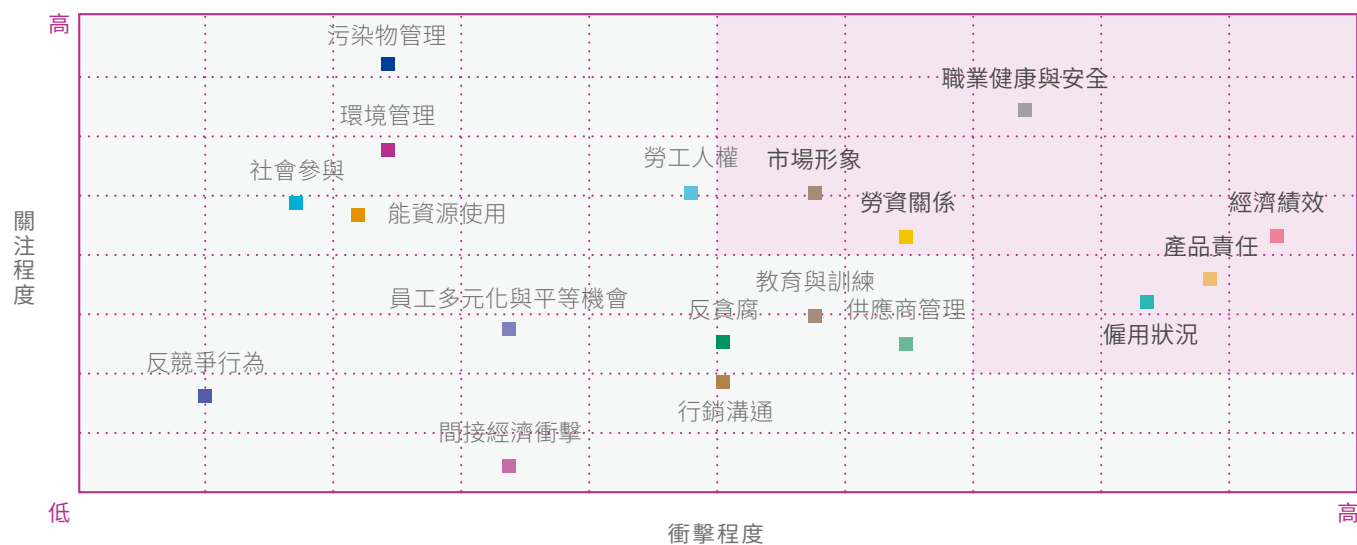 高
污染物管理
職業健康與安全
環境管理
勞工人權
市場形象
社會參與
勞資關係
經濟績效
能資源使用
關注程度
產品責任
教育與訓練
員工多元化與平等機會
反貪腐
供應商管理
僱用狀況
反競爭行為
行銷溝通
間接經濟衝擊
低
高
衝擊程度